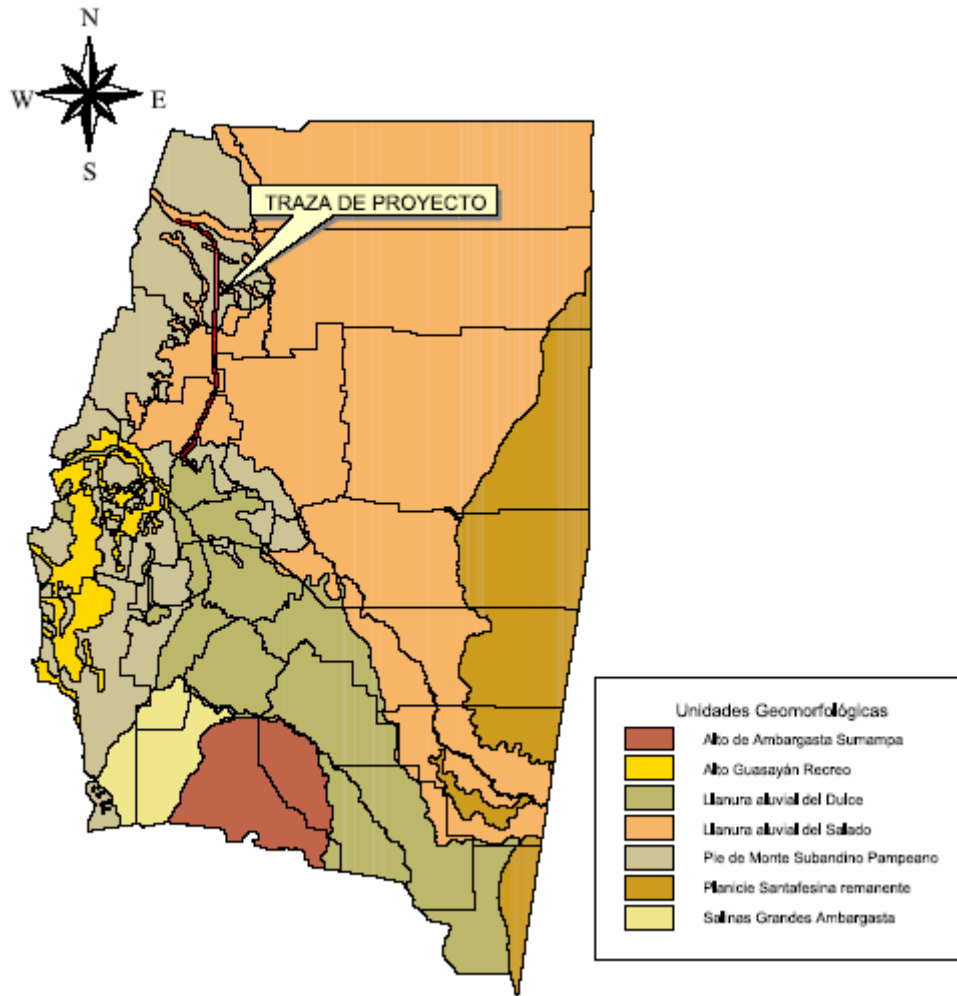 N
W E
S
TRAZA DE PROYECTO
Unidades Geomorfológicas
Alto de Ambargasta Sumampa
Alto Guasayán Recreo
Llanura aluvial del Dulce
Llanura aluvial del Salado
Pie de Monte Subandino Pampeano
Planicie Santafesina remanente
Salinas Grandes Ambargasta